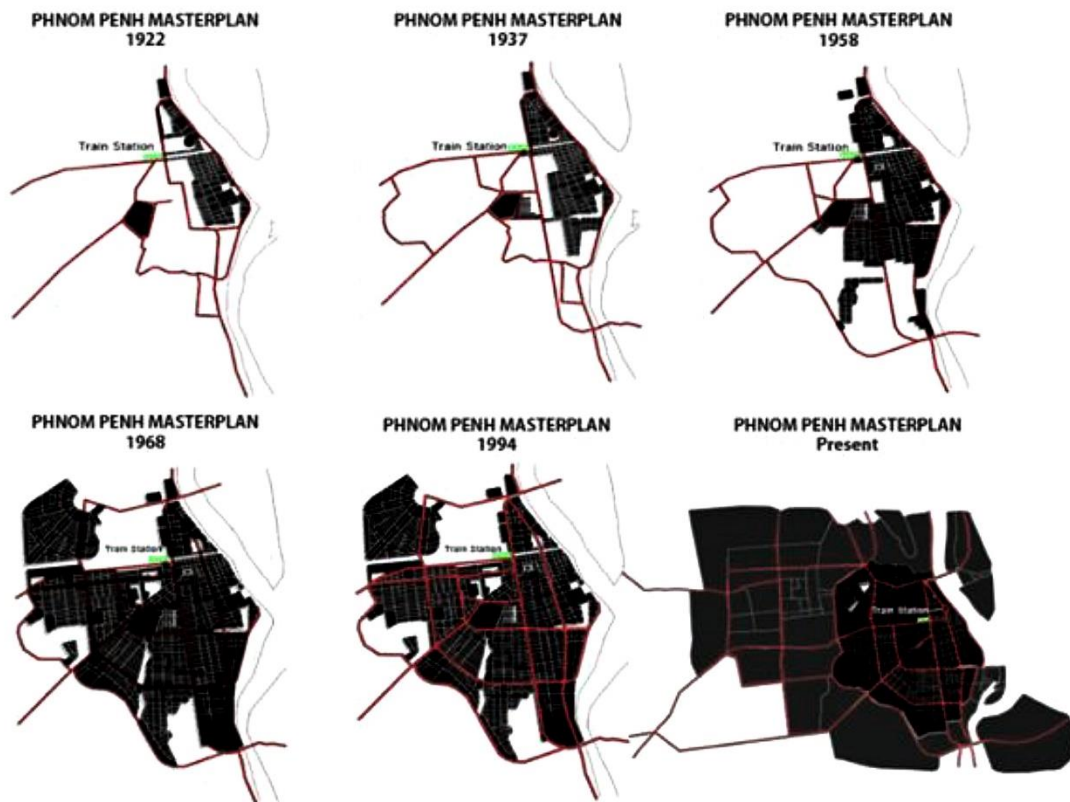 PHNOM PENH MASTERPLAN
1922
Train Station
PHNOM PENH MASTERPLAN
1937
Train Station
PHNOM PENH MASTERPLAN
1958
Train Station
PHNOM PENH MASTERPLAN
1968
Train Station
PHNOM PENH MASTERPLAN
1994
Train Station
PHNOM PENH MASTERPLAN
Present
Train Station